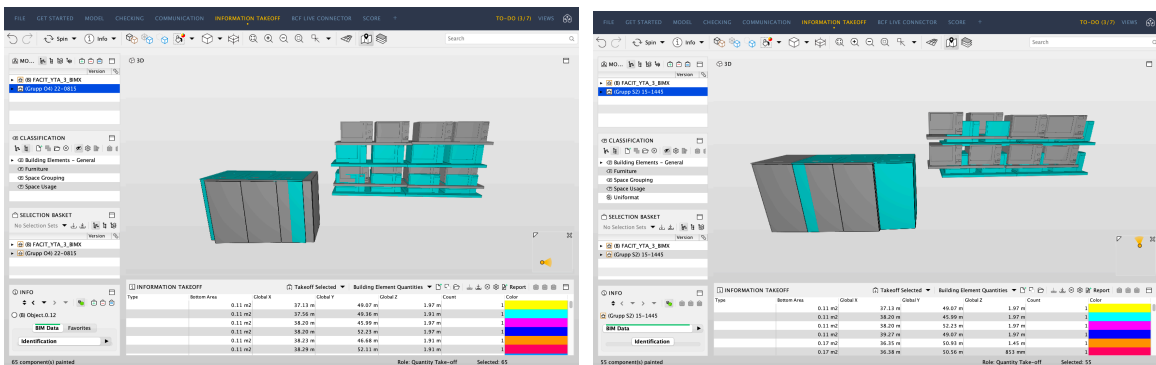 FILE GET STARTED MODEL CHECKING COMMUNICATION INFORMATION TAKEOFF BCF LIVE CONNECTOR SCORE + TO-DO (3/7) VIEWS
Spin Info Search
MO... 3D
Version
(B) FACIT_YTA_3_BIMX
(Grupp O4) 22-0815
CLASSIFICATION
Building Elements - General
Furniture
Space Grouping
Space Usage
SELECTION BASKET
No Selection Sets
Version
(B) FACIT_YTA_3_BIMX
(Grupp O4) 22-0815
INFO
(B) Object.0.12
BIM Data Favorites
Identification
INFORMATION TAKEOFF Takeoff Selected Building Element Quantities Report
Type Bottom Area Global X Global Y Global Z Count Color
0.11 m2 37.13 m 49.07 m 1.97 m 1
0.11 m2 37.56 m 49.36 m 1.91 m 1
0.11 m2 38.20 m 45.99 m 1.97 m 1
0.11 m2 38.20 m 52.23 m 1.97 m 1
0.11 m2 38.23 m 46.68 m 1.91 m 1
0.11 m2 38.29 m 52.11 m 1.91 m 1
65 component(s) painted Role: Quantity Take-off Selected: 65
FILE GET STARTED MODEL CHECKING COMMUNICATION INFORMATION TAKEOFF BCF LIVE CONNECTOR SCORE + TO-DO (3/7) VIEWS
Spin Info Search
MO... 3D
Version
(B) FACIT_YTA_3_BIMX
(Grupp S2) 15-1445
CLASSIFICATION
Building Elements - General
Furniture
Space Grouping
Space Usage
Uniformat
SELECTION BASKET
No Selection Sets
Version
(B) FACIT_YTA_3_BIMX
(Grupp S2) 15-1445
INFO
(Grupp S2) 15-1445
BIM Data
Identification
INFORMATION TAKEOFF Takeoff Selected Building Element Quantities Report
Type Bottom Area Global X Global Y Global Z Count Color
0.11 m2 37.13 m 49.07 m 1.97 m 1
0.11 m2 38.20 m 45.99 m 1.97 m 1
0.11 m2 38.20 m 52.23 m 1.97 m 1
0.11 m2 39.27 m 49.07 m 1.97 m 1
0.17 m2 36.35 m 50.93 m 1.45 m 1
0.17 m2 36.38 m 50.56 m 853 mm 1
55 component(s) painted Role: Quantity Take-off Selected: 55